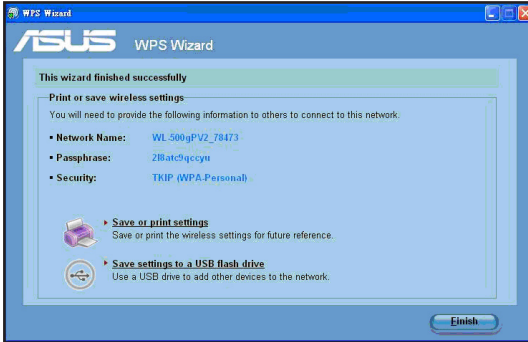 WPS Wizard
ASUS WPS Wizard
This wizard finished successfully
Print or save wireless settings
You will need to provide the following information to others to connect to this network.
▪ Network Name: WL-500gPV2_78473
▪ Passphrase: 2f8atc9qccyu
▪ Security: TKIP (WPA-Personal)
Save or print settings
Save or print the wireless settings for future reference.
Save settings to a USB flash drive
Use a USB drive to add other devices to the network.
Finish